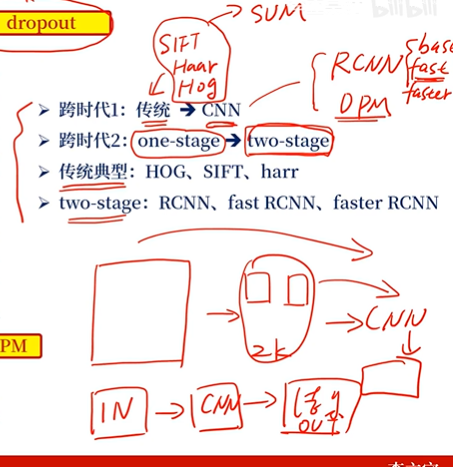 dropout
SUM
bilibili
SIFT
Haar
Hog
RCNN
base
fast
faster
DPM
跨时代1：传统 → CNN
跨时代2：one-stage → two-stage
传统典型：HOG、SIFT、harr
two-stage：RCNN、fast RCNN、faster RCNN
2k
CNN
PM
IN
CNN